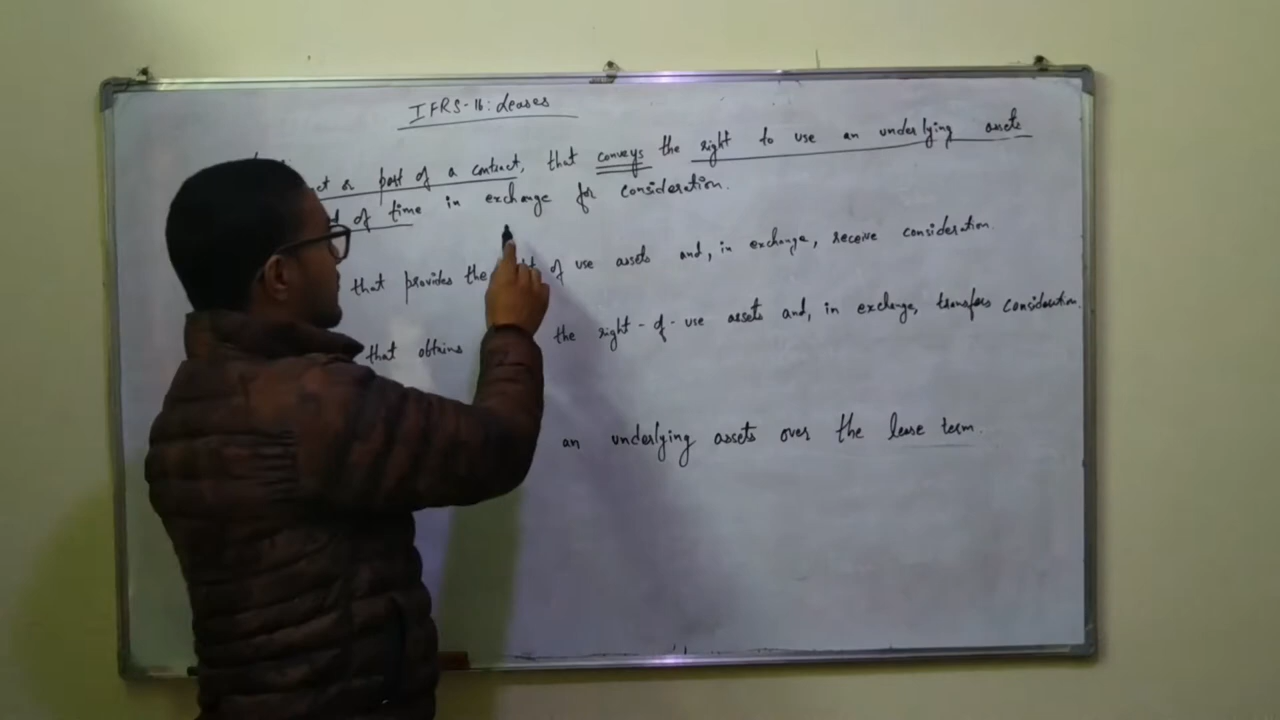 IFRS-16: Leases
or part of a contract, that conveys the right to use an underlying assets
of time in exchange for consideration.
that provides the of use assets and, in exchange, receive consideration.
that obtains the right-of-use assets and, in exchange, transfers consideration.
an underlying assets over the lease term.